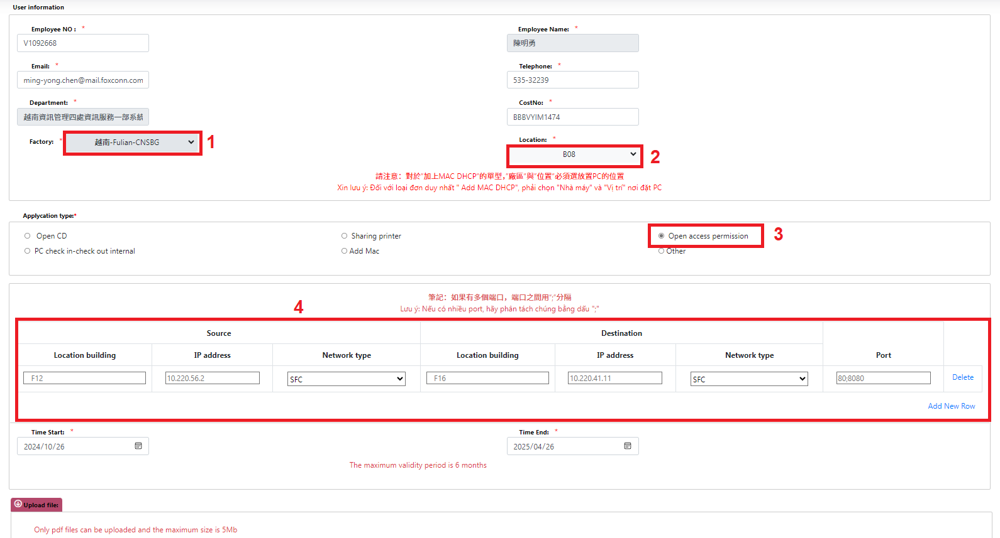 User information
Employee NO : *
Employee Name: *
V1092668
陳明勇
Email: *
Telephone: *
ming-yong.chen@mail.foxconn.com
535-32239
Department: *
CostNo: *
越南資訊管理四處資訊服務一部系統
BBBVYIM1474
Factory: *
越南-Fulian-CNSBG
1
Location: *
B08
2
請注意：對於"加上MAC DHCP"的單型,"廠區"與"位置"必須選放置PC的位置
Xin lưu ý: Đối với loại đơn duy nhất " Add MAC DHCP", phải chọn "Nhà máy" và "Vị trí" nơi đặt PC
Applycation type:*
Open CD
Sharing printer
Open access permission
3
PC check in-check out internal
Add Mac
Other
筆記：如果有多個端口，端口之間用";"分隔
4
Lưu ý: Nếu có nhiều port, hãy phân tách chúng bằng dấu ";"
Source
Destination
Location building
IP address
Network type
Location building
IP address
Network type
Port
F12
10.220.56.2
SFC
F16
10.220.41.11
SFC
80;8080
Delete
Add New Row
Time Start: *
Time End: *
2024/10/26
2025/04/26
The maximum validity period is 6 months
Upload file:
Only pdf files can be uploaded and the maximum size is 5Mb